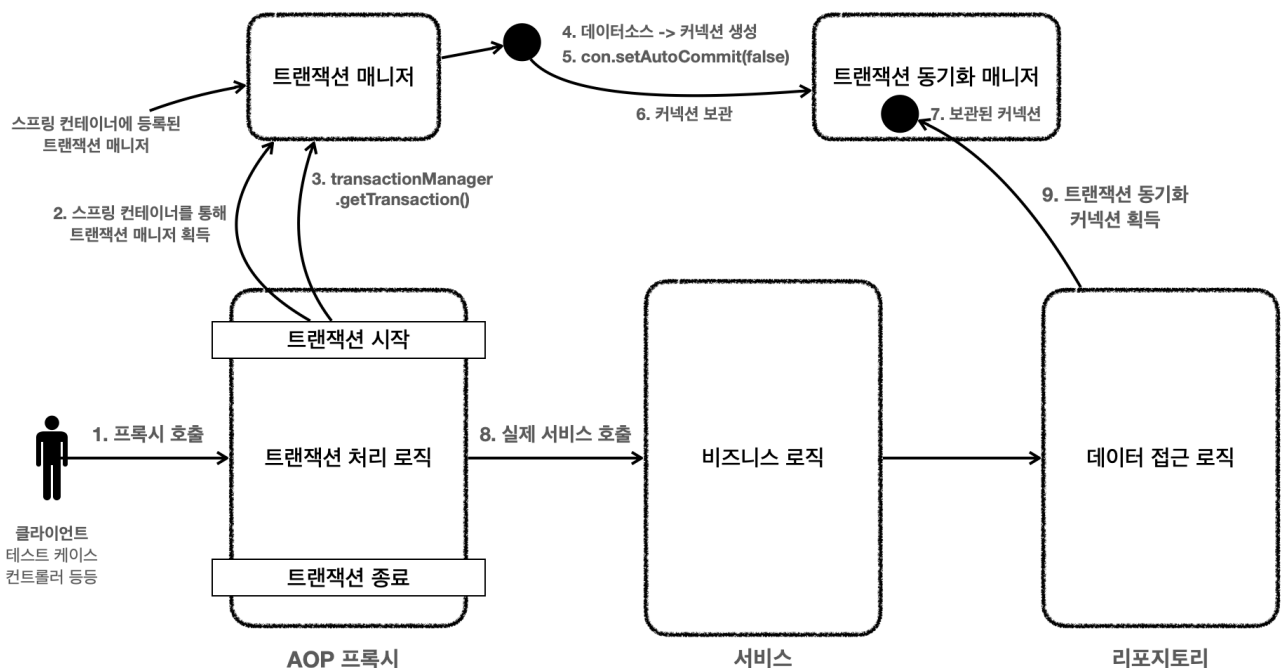 트랜잭션 매니저
4. 데이터소스 -> 커넥션 생성
5. con.setAutoCommit(false)
트랜잭션 동기화 매니저
6. 커넥션 보관
7. 보관된 커넥션
스프링 컨테이너에 등록된
트랜잭션 매니저
3. transactionManager
.getTransaction()
2. 스프링 컨테이너를 통해
트랜잭션 매니저 획득
9. 트랜잭션 동기화
커넥션 획득
트랜잭션 시작
1. 프록시 호출
트랜잭션 처리 로직
8. 실제 서비스 호출
비즈니스 로직
데이터 접근 로직
클라이언트
테스트 케이스
컨트롤러 등등
트랜잭션 종료
AOP 프록시
서비스
리포지토리